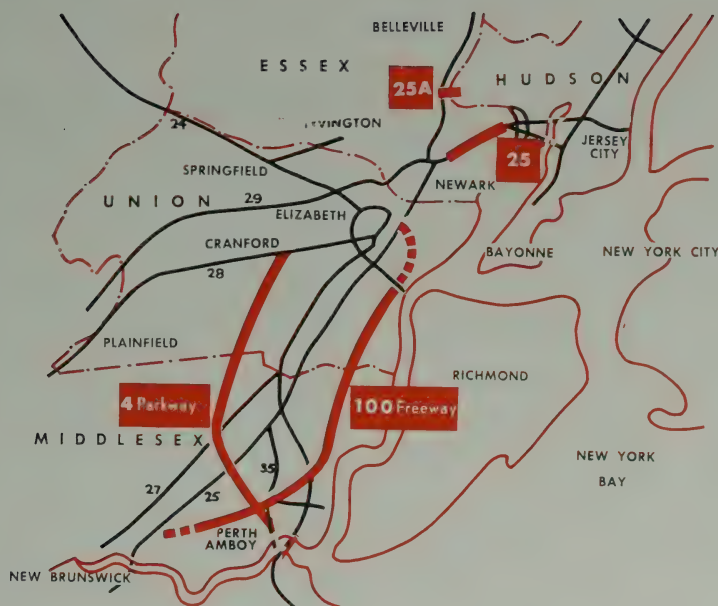 BELLEVILLE
ESSEX
HUDSON
25A
24
IRVINGTON
JERSEY
CITY
25
SPRINGFIELD
NEWARK
UNION
29
ELIZABETH
CRANFORD
BAYONNE
NEW YORK CITY
28
PLAINFIELD
RICHMOND
4 Parkway
100 Freeway
MIDDLESEX
NEW YORK
BAY
35
27
25
PERTH
AMBOY
NEW BRUNSWICK